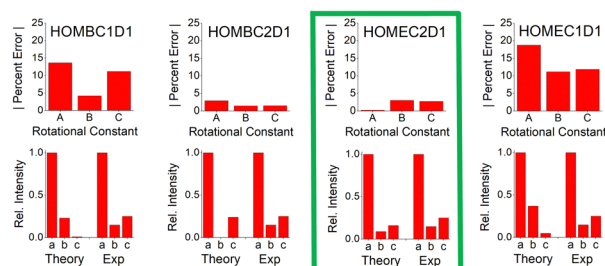 HOMBC1D1
| Percent Error |
25
20
15
10
5
0
A B C
Rotational Constant
HOMBC2D1
| Percent Error |
25
20
15
10
5
0
A B C
Rotational Constant
HOMEC2D1
| Percent Error |
25
20
15
10
5
0
A B C
Rotational Constant
HOMEC1D1
| Percent Error |
25
20
15
10
5
0
A B C
Rotational Constant
Rel. Intensity
1.0
0.5
0.0
a b c a b c
Theory Exp
Rel. Intensity
1.0
0.5
0.0
a b c a b c
Theory Exp
Rel. Intensity
1.0
0.5
0.0
a b c a b c
Theory Exp
Rel. Intensity
1.0
0.5
0.0
a b c a b c
Theory Exp